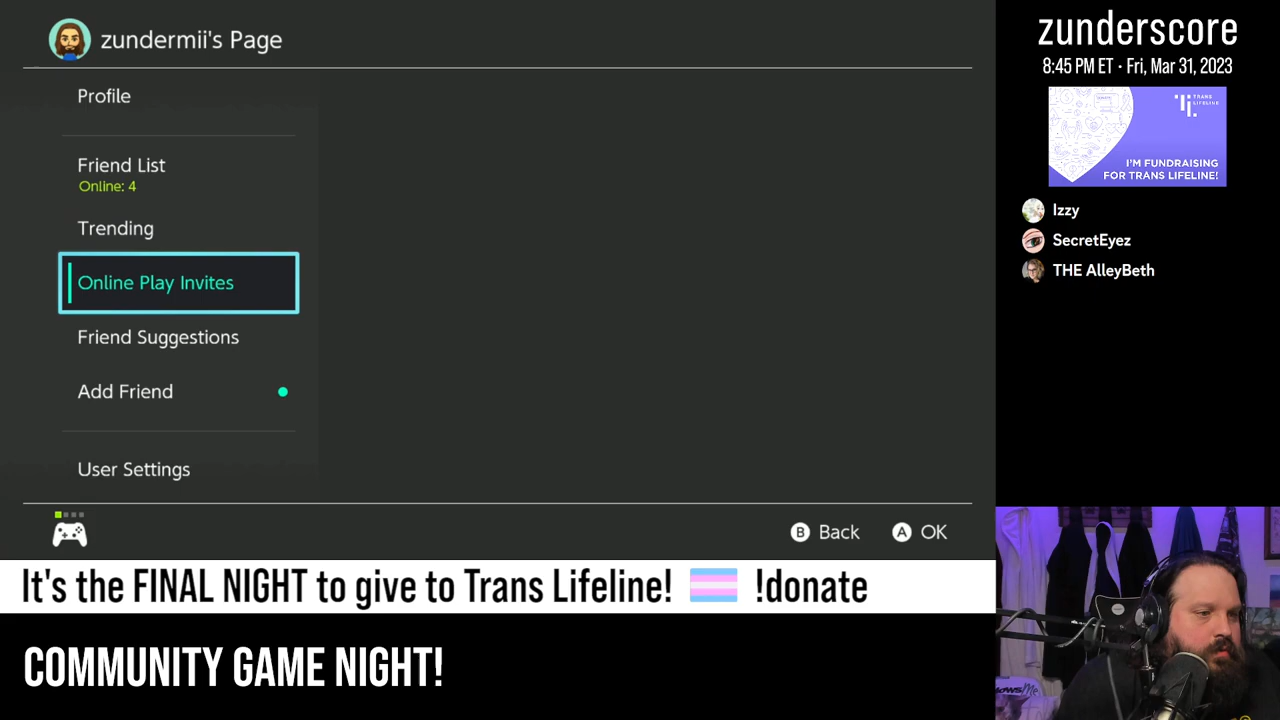 zundermii's Page
Profile
Friend List
Online: 4
Trending
Online Play Invites
Friend Suggestions
Add Friend
User Settings
B Back A OK
It's the FINAL NIGHT to give to Trans Lifeline! !donate
COMMUNITY GAME NIGHT!
zunderscore
8:45 PM ET · Fri, Mar 31, 2023
TRANS
LIFELINE
I'M FUNDRAISING
FOR TRANS LIFELINE!
Izzy
SecretEyez
THE AlleyBeth